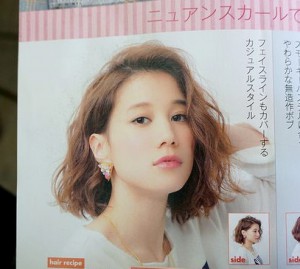 ニュアンスカールで
フェイスラインもカバーする
カジュアルスタイル
やわらかな無造作ボブ
hair recipe
side
side